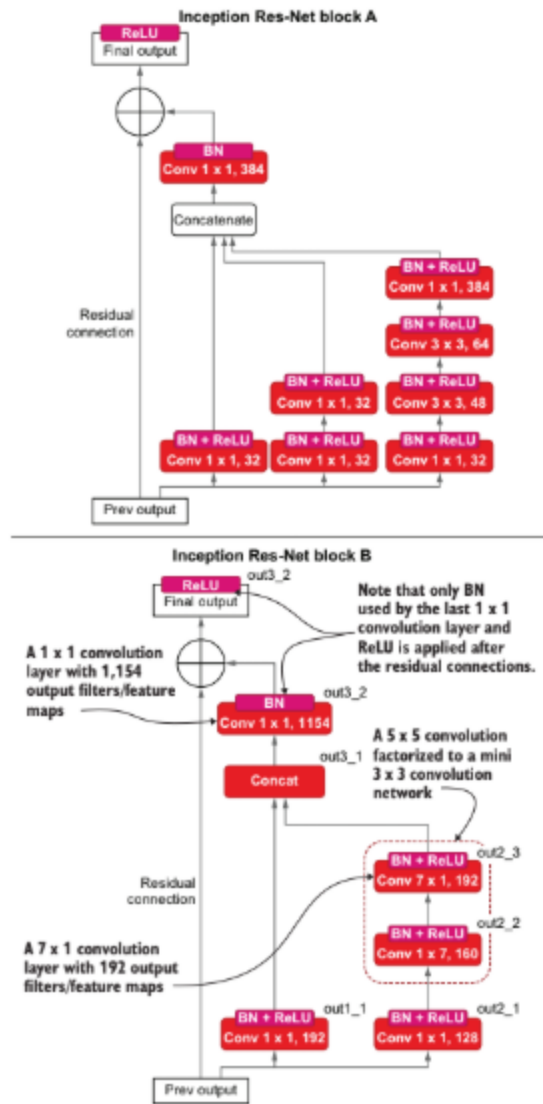 Inception Res-Net block A
ReLU
Final output
BN
Conv 1 x 1, 384
Concatenate
BN + ReLU
Conv 1 x 1, 384
Residual
connection
BN + ReLU
Conv 3 x 3, 64
BN + ReLU
Conv 1 x 1, 32
BN + ReLU
Conv 3 x 3, 48
BN + ReLU
Conv 1 x 1, 32
BN + ReLU
Conv 1 x 1, 32
BN + ReLU
Conv 1 x 1, 32
Prev output
Inception Res-Net block B
ReLU
out3_2
Final output
Note that only BN
used by the last 1 x 1
convolution layer and
ReLU is applied after
the residual connections.
A 1 x 1 convolution
layer with 1,154
output filters/feature
maps
out3_2
BN
Conv 1 x 1, 1154
out3_1
Concat
A 5 x 5 convolution
factorized to a mini
3 x 3 convolution
network
out2_3
BN + ReLU
Conv 7 x 1, 192
Residual
connection
out2_2
BN + ReLU
Conv 1 x 7, 160
A 7 x 1 convolution
layer with 192 output
filters/feature maps
out1_1
BN + ReLU
Conv 1 x 1, 192
out2_1
BN + ReLU
Conv 1 x 1, 128
Prev output